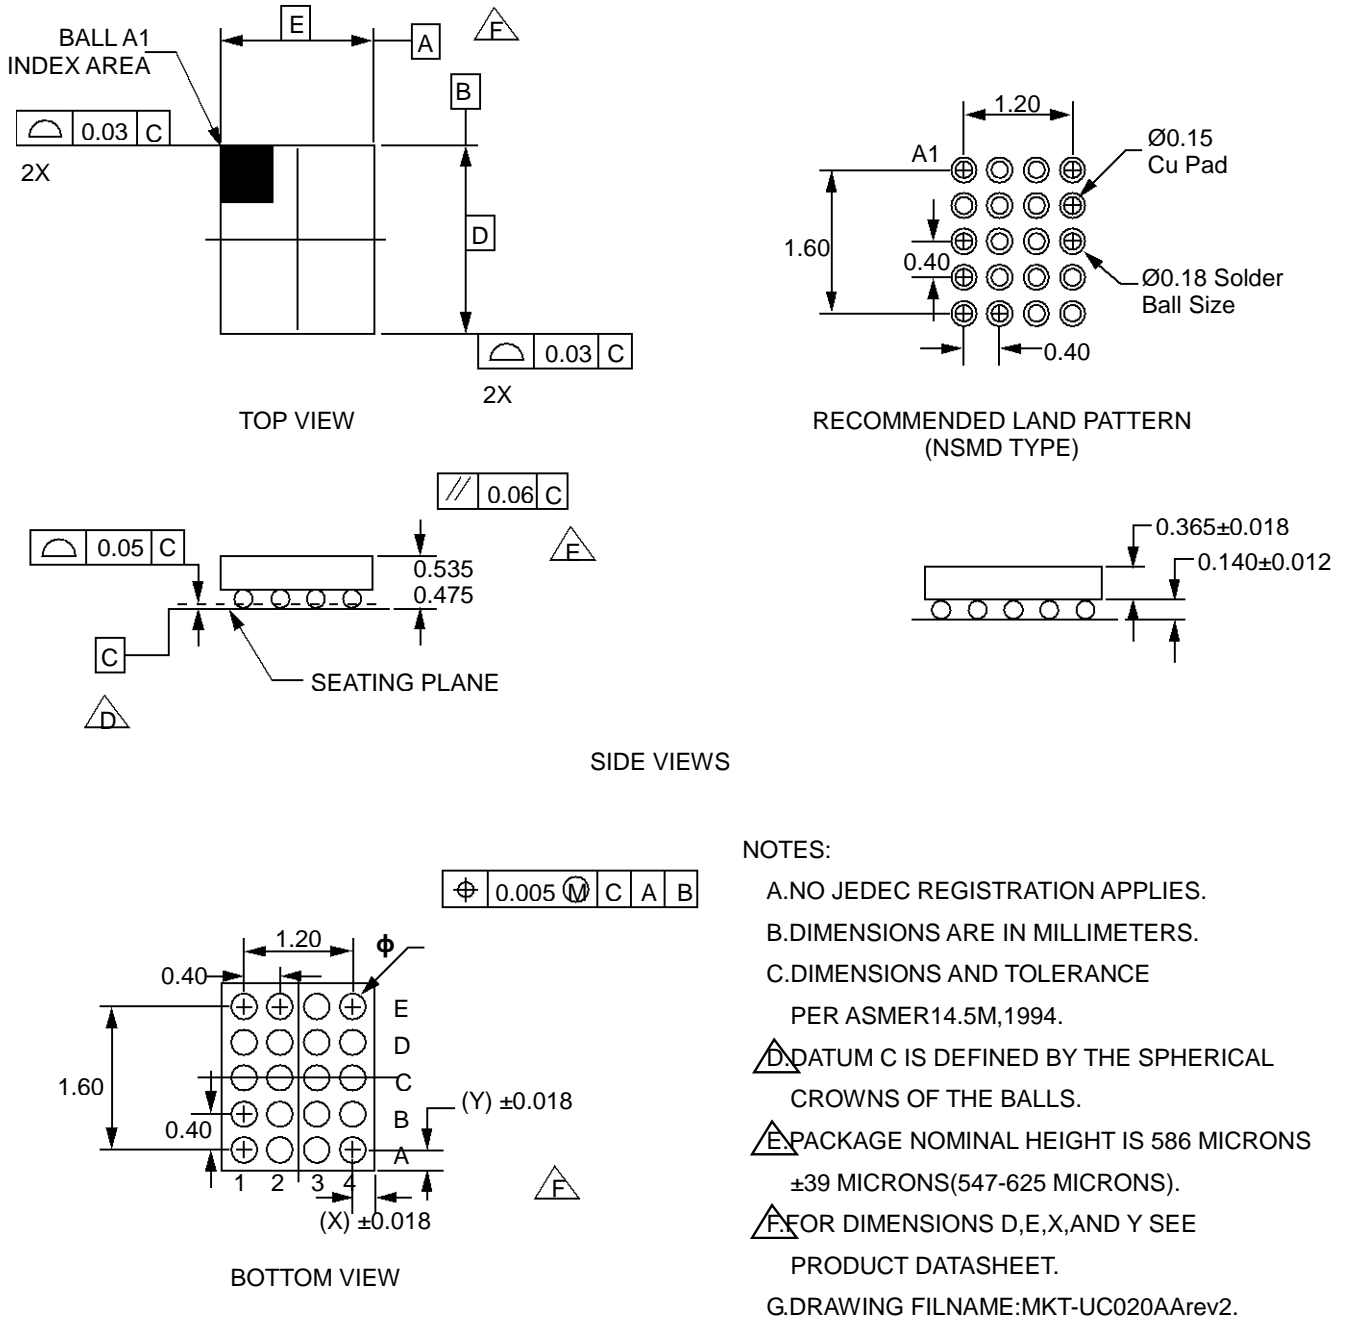 E
F
BALL A1
A
INDEX AREA
B
0.03 C
2X
D
0.03 C
2X
TOP VIEW
1.20
Ø0.15
Cu Pad
A1
1.60
0.40
Ø0.18 Solder
Ball Size
0.40
RECOMMENDED LAND PATTERN
(NSMD TYPE)
// 0.06 C
0.05 C
F
0.535
0.475
C
SEATING PLANE
D
0.365±0.018
0.140±0.012
SIDE VIEWS
0.005 Ⓜ C A B
1.20
ϕ
0.40
E
D
C
B
A
1.60
0.40
(Y) ±0.018
1 2 3 4
F
(X) ±0.018
BOTTOM VIEW
NOTES:
A.NO JEDEC REGISTRATION APPLIES.
B.DIMENSIONS ARE IN MILLIMETERS.
C.DIMENSIONS AND TOLERANCE
PER ASMER14.5M,1994.
D.DATUM C IS DEFINED BY THE SPHERICAL
CROWNS OF THE BALLS.
E.PACKAGE NOMINAL HEIGHT IS 586 MICRONS
±39 MICRONS(547-625 MICRONS).
F.FOR DIMENSIONS D,E,X,AND Y SEE
PRODUCT DATASHEET.
G.DRAWING FILNAME:MKT-UC020AArev2.